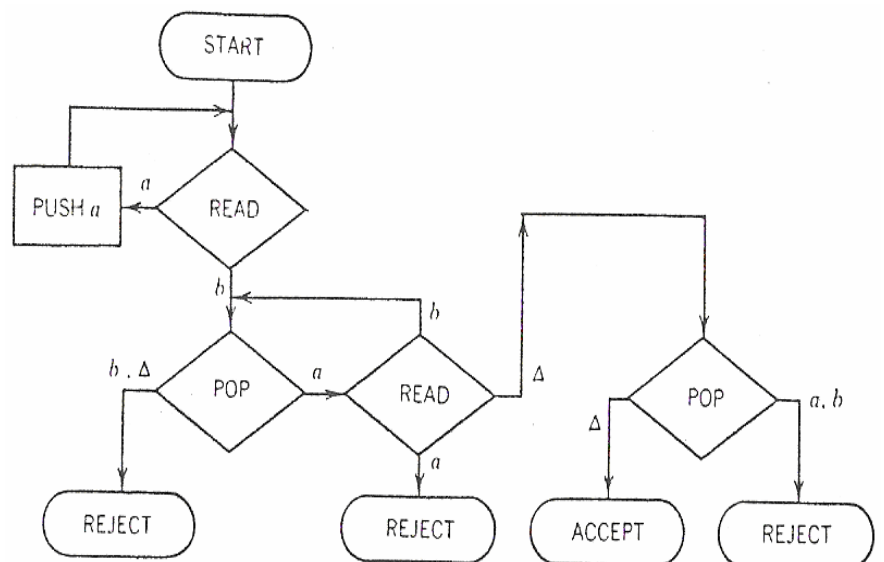 START
PUSH a
a
READ
b
b
b, Δ
POP
a
READ
Δ
POP
a, b
Δ
a
REJECT
REJECT
ACCEPT
REJECT